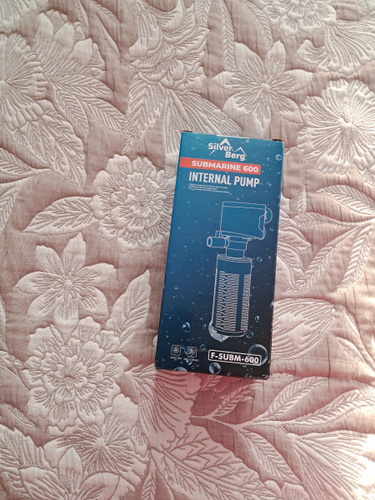 Silver
Berg
SUBMARINE 600
INTERNAL PUMP
F-SUBM-600